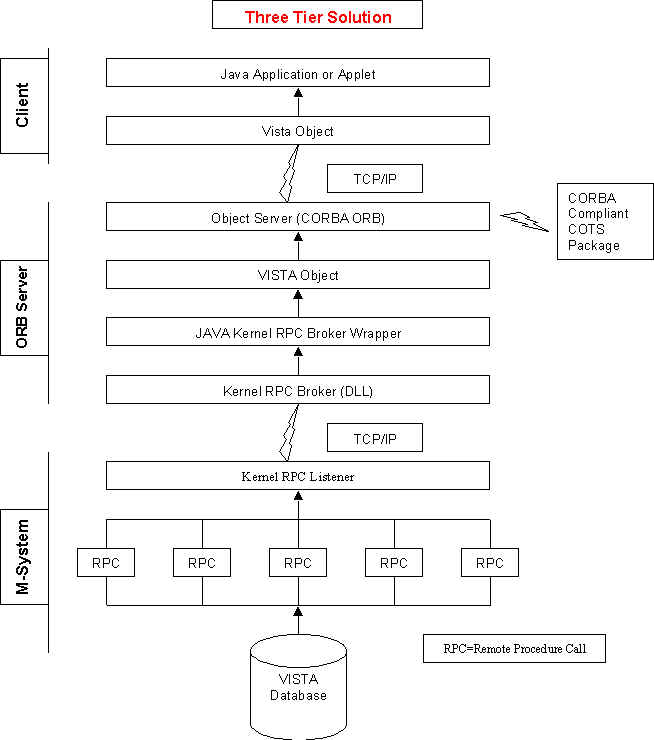 Three Tier Solution
Client
Java Application or Applet
Vista Object
TCP/IP
ORB Server
Object Server (CORBA ORB)
CORBA
Compliant
COTS
Package
VISTA Object
JAVA Kernel RPC Broker Wrapper
Kernel RPC Broker (DLL)
TCP/IP
M-System
Kernel RPC Listener
RPC
RPC
RPC
RPC
RPC
RPC=Remote Procedure Call
VISTA
Database